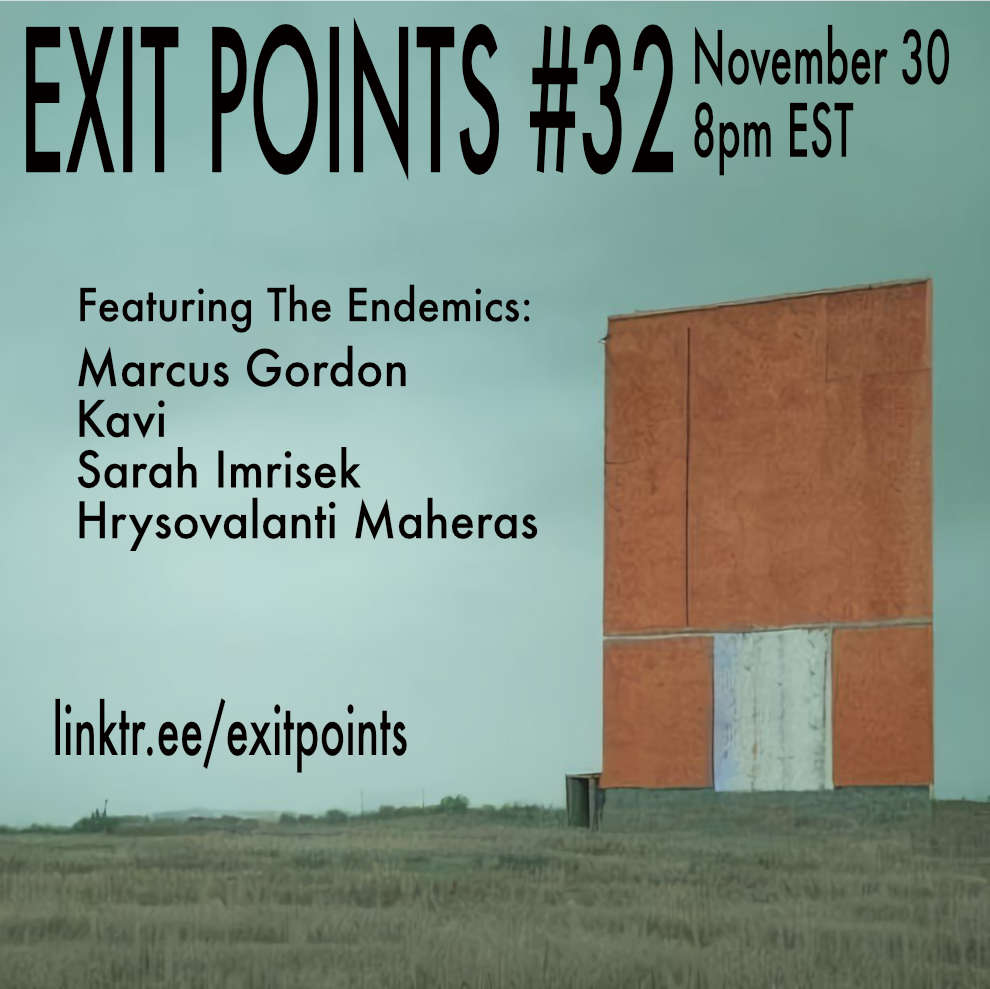 EXIT POINTS #32
November 30
8pm EST
Featuring The Endemics:
Marcus Gordon
Kavi
Sarah Imrisek
Hrysovalanti Maheras
linktr.ee/exitpoints